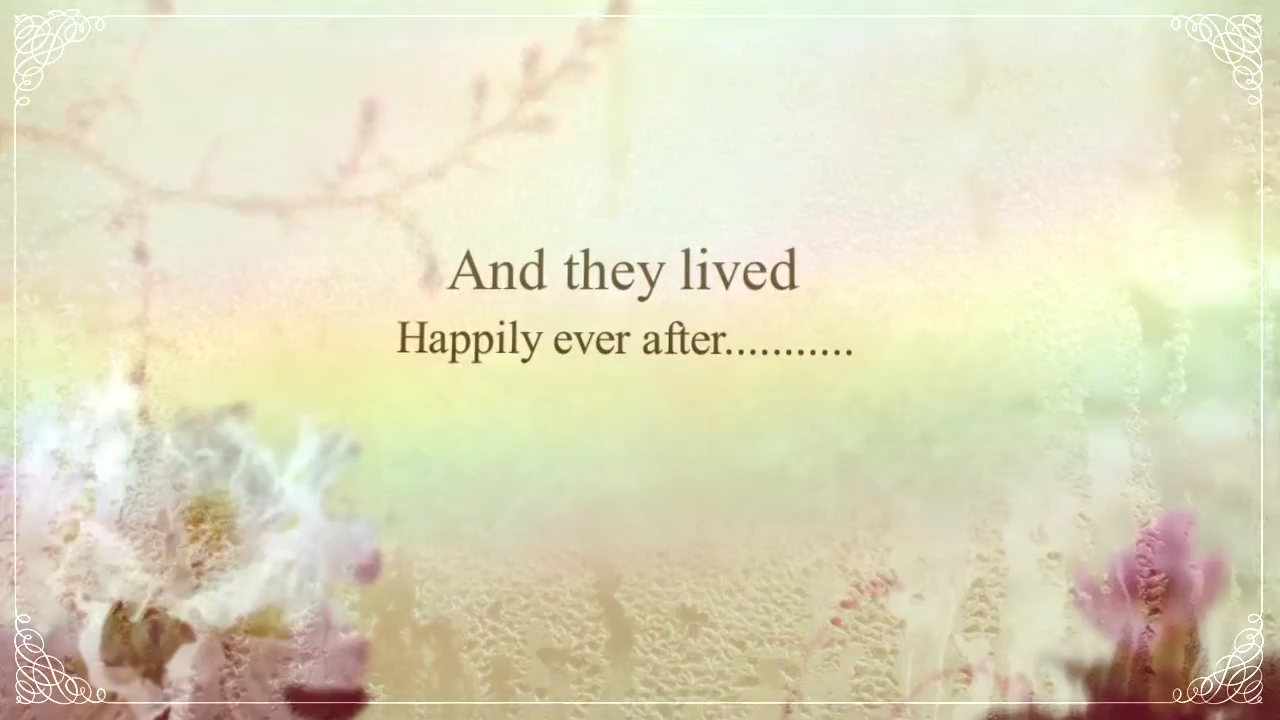 And they lived
Happily ever after...........